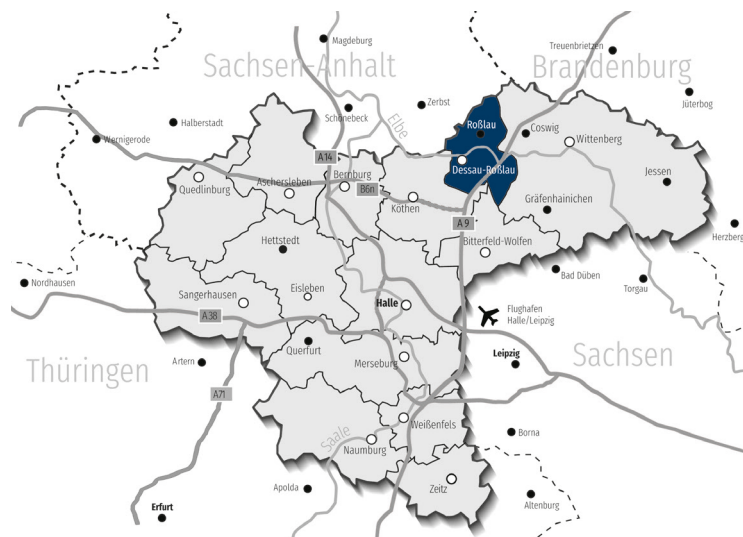 Magdeburg
Treuenbrietzen
Sachsen-Anhalt
Brandenburg
Jüterbog
Zerbst
Schönebeck
Elbe
Halberstadt
Roßlau
Coswig
Wittenberg
Wernigerode
A14
Dessau-Roßlau
Bernburg
Jessen
Quedlinburg
Aschersleben
B6n
Köthen
Gräfenhainichen
A 9
Herzberg
Hettstedt
Bitterfeld-Wolfen
Bad Düben
Torgau
Nordhausen
Sangerhausen
Eisleben
Halle
Flughafen
Halle/Leipzig
A38
Querfurt
Merseburg
Leipzig
Sachsen
Thüringen
Artern
A71
Weißenfels
Saale
Naumburg
Borna
Zeitz
Apolda
Altenburg
Erfurt